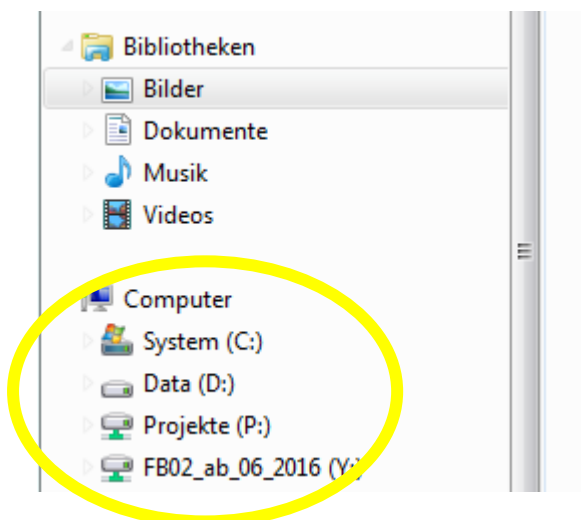 Bibliotheken
Bilder
Dokumente
Musik
Videos
Computer
System (C:)
Data (D:)
Projekte (P:)
FB02_ab_06_2016 (Y:)